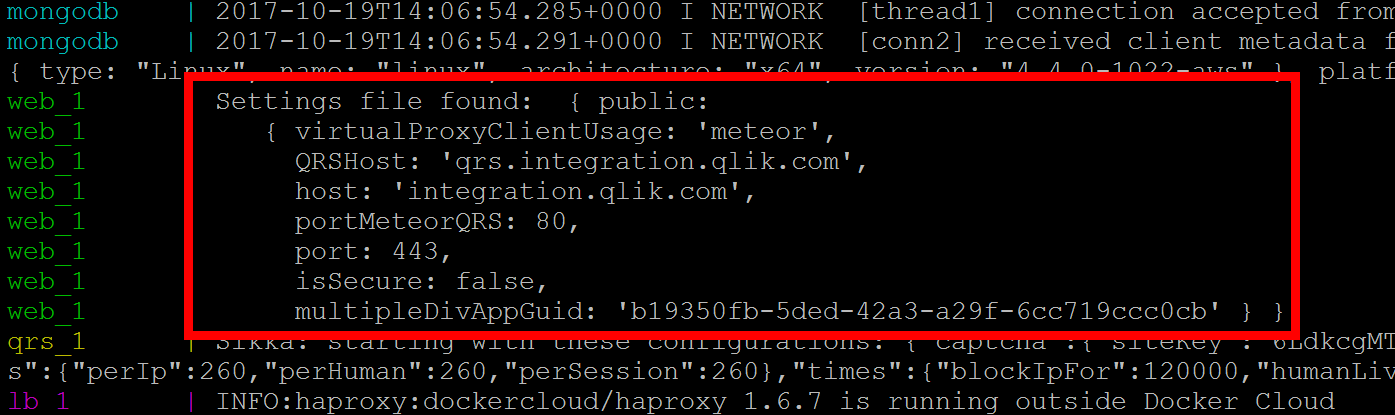 mongodb | 2017-10-19T14:06:54.285+0000 I NETWORK [thread1] connection accepted from
mongodb | 2017-10-19T14:06:54.291+0000 I NETWORK [conn2] received client metadata f
{ type: "Linux", name: "linux", architecture: "x64", version: "4.4.0-1022-aws" } platf
web_1 Settings file found: { public:
web_1 { virtualProxyClientUsage: 'meteor',
web_1 QRSHost: 'qrs.integration.qlik.com',
web_1 host: 'integration.qlik.com',
web_1 portMeteorQRS: 80,
web_1 port: 443,
web_1 isSecure: false,
web_1 multipleDivAppGuid: 'b19350fb-5ded-42a3-a29f-6cc719ccc0cb' } }
qrs_1 | Sikka: starting with these configurations: { "captcha":{"siteKey":"6LdkcgMT
s":{"perIp":260,"perHuman":260,"perSession":260},"times":{"blockIpFor":120000,"humanLiv
lb_1 | INFO:haproxy:dockercloud/haproxy 1.6.7 is running outside Docker Cloud